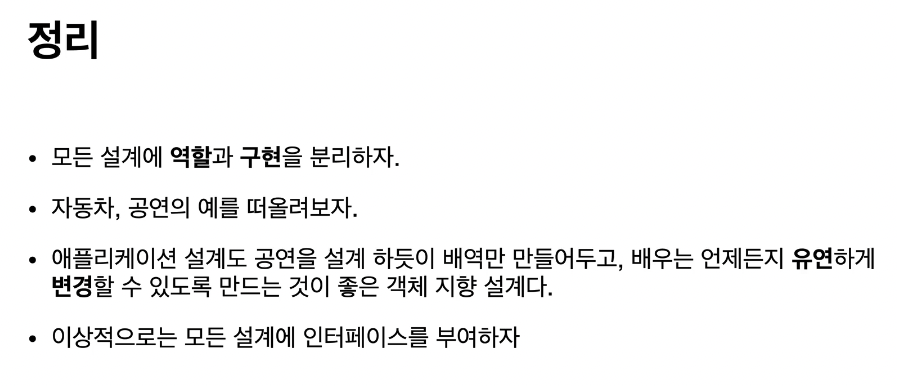 정리
• 모든 설계에 역할과 구현을 분리하자.
• 자동차, 공연의 예를 떠올려보자.
• 애플리케이션 설계도 공연을 설계 하듯이 배역만 만들어두고, 배우는 언제든지 유연하게
변경할 수 있도록 만드는 것이 좋은 객체 지향 설계다.
• 이상적으로는 모든 설계에 인터페이스를 부여하자